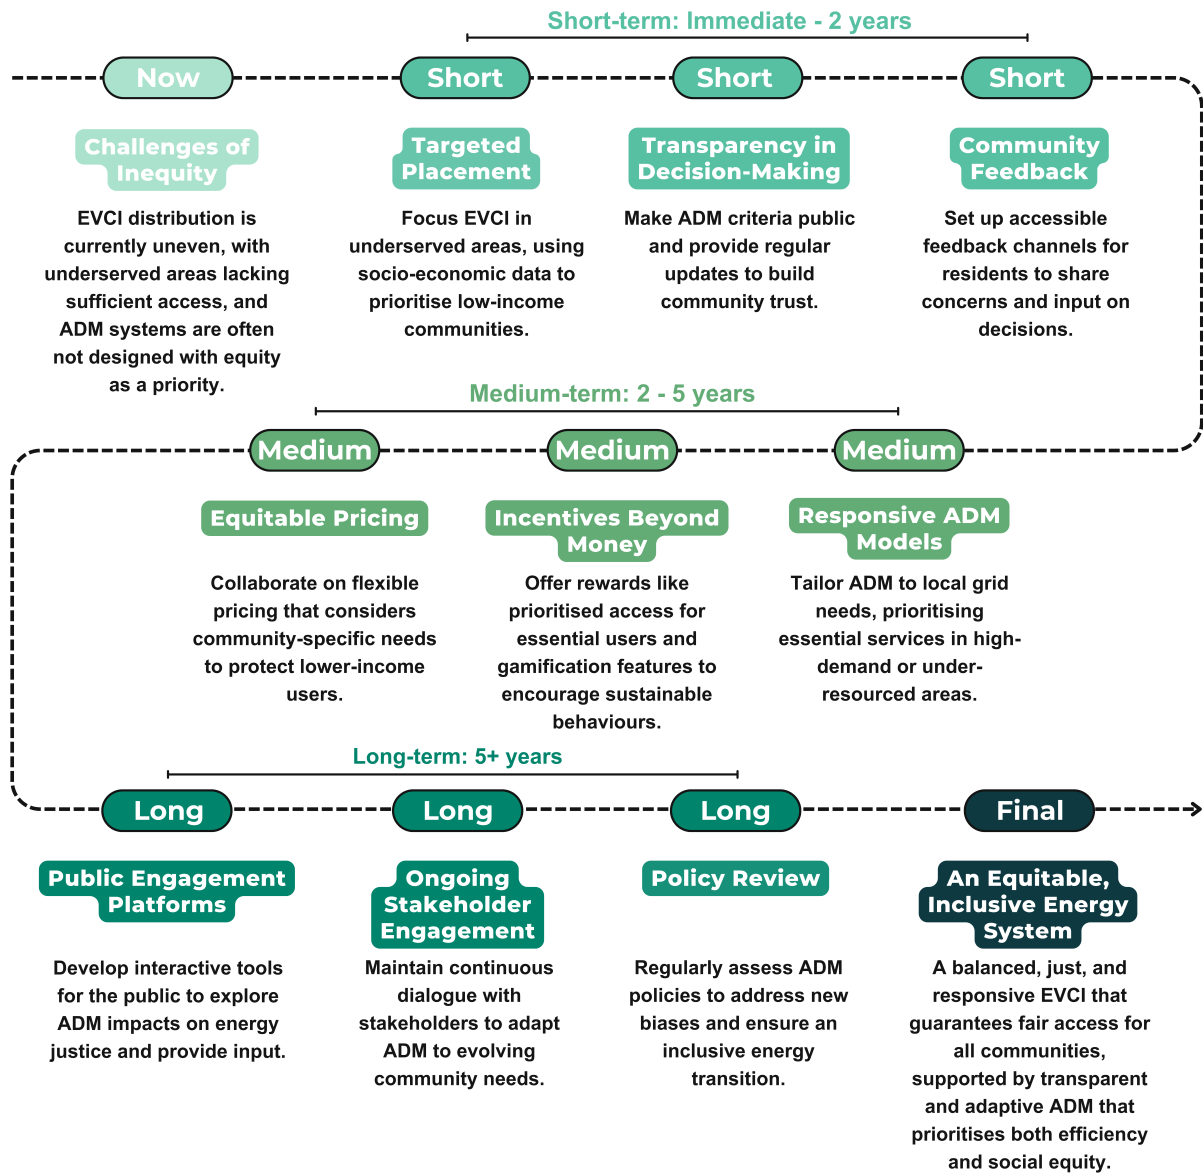 Short-term: Immediate - 2 years
Now
Short
Short
Short
Challenges of
Inequity
EVCI distribution is
currently uneven, with
underserved areas lacking
sufficient access, and
ADM systems are often
not designed with equity
as a priority.
Targeted
Placement
Focus EVCI in
underserved areas, using
socio-economic data to
prioritise low-income
communities.
Transparency in
Decision-Making
Make ADM criteria public
and provide regular
updates to build
community trust.
Community
Feedback
Set up accessible
feedback channels for
residents to share
concerns and input on
decisions.
Medium-term: 2 - 5 years
Medium
Medium
Medium
Equitable Pricing
Collaborate on flexible
pricing that considers
community-specific needs
to protect lower-income
users.
Incentives Beyond
Money
Offer rewards like
prioritised access for
essential users and
gamification features to
encourage sustainable
behaviours.
Responsive ADM
Models
Tailor ADM to local grid
needs, prioritising
essential services in high-
demand or under-
resourced areas.
Long-term: 5+ years
Long
Long
Long
Final
Public Engagement
Platforms
Develop interactive tools
for the public to explore
ADM impacts on energy
justice and provide input.
Ongoing
Stakeholder
Engagement
Maintain continuous
dialogue with
stakeholders to adapt
ADM to evolving
community needs.
Policy Review
Regularly assess ADM
policies to address new
biases and ensure an
inclusive energy
transition.
An Equitable,
Inclusive Energy
System
A balanced, just, and
responsive EVCI that
guarantees fair access for
all communities,
supported by transparent
and adaptive ADM that
prioritises both efficiency
and social equity.